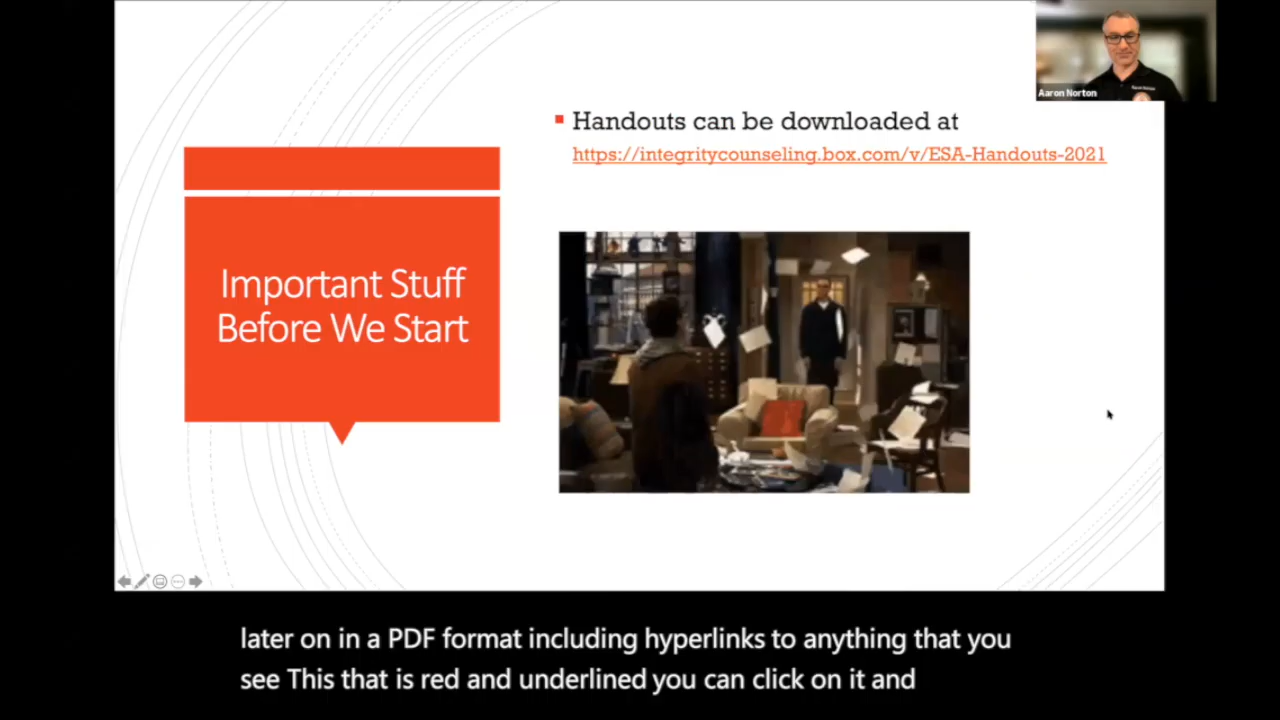 Aaron Norton
Handouts can be downloaded at
https://integritycounseling.box.com/v/ESA-Handouts-2021
Important Stuff
Before We Start
later on in a PDF format including hyperlinks to anything that you
see This that is red and underlined you can click on it and